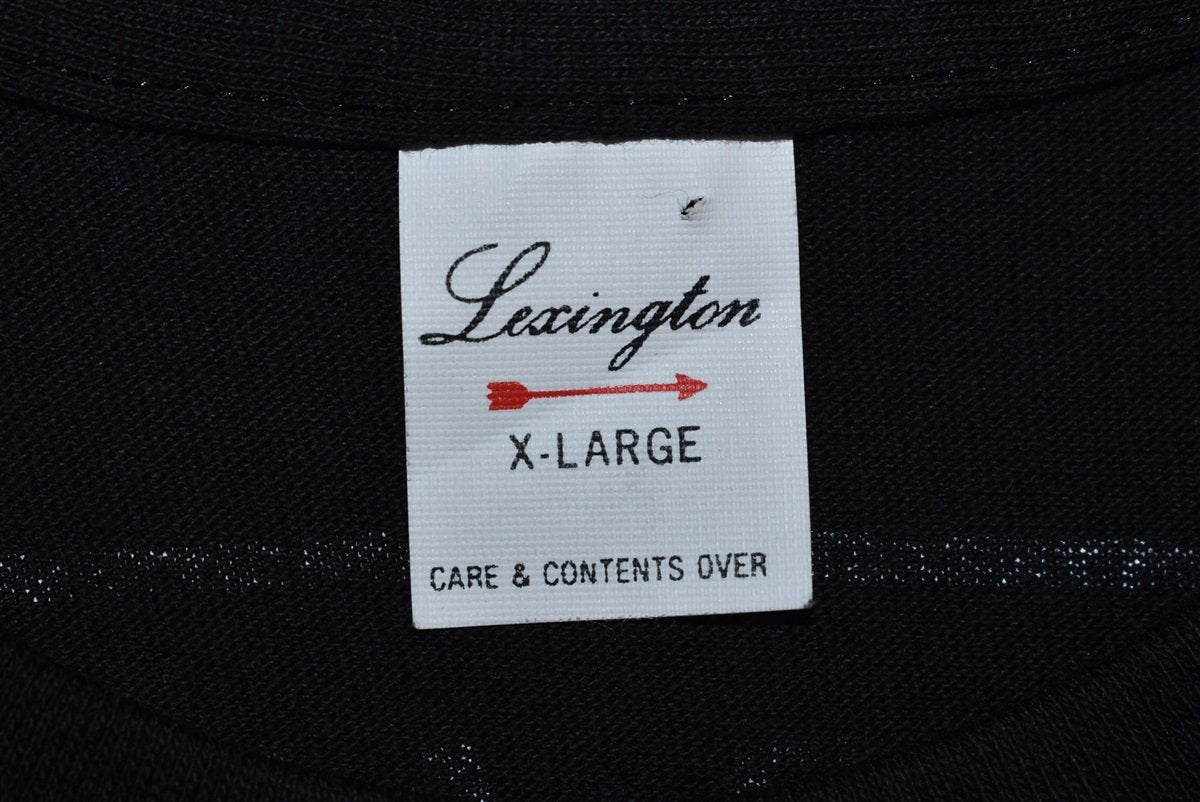 Lexington
X-LARGE
CARE & CONTENTS OVER